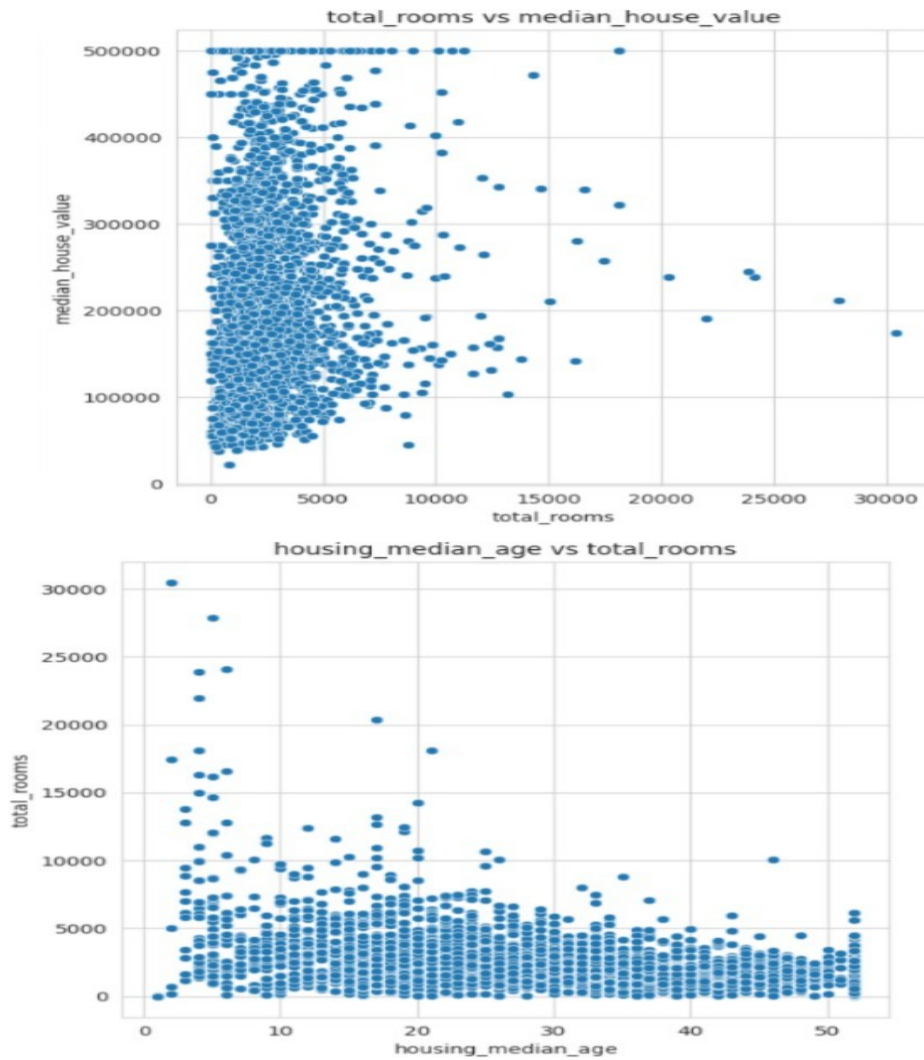 total_rooms vs median_house_value
500000
400000
300000
200000
100000
0
median_house_value
0 5000 10000 15000 20000 25000 30000
total_rooms
housing_median_age vs total_rooms
30000
25000
20000
15000
10000
5000
0
total_rooms
0 10 20 30 40 50
housing_median_age